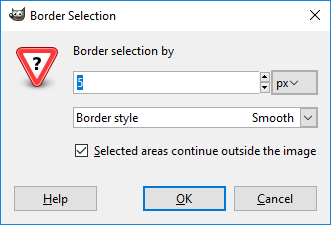 Border Selection
?
Border selection by
5 px
Border style Smooth
Selected areas continue outside the image
Help OK Cancel